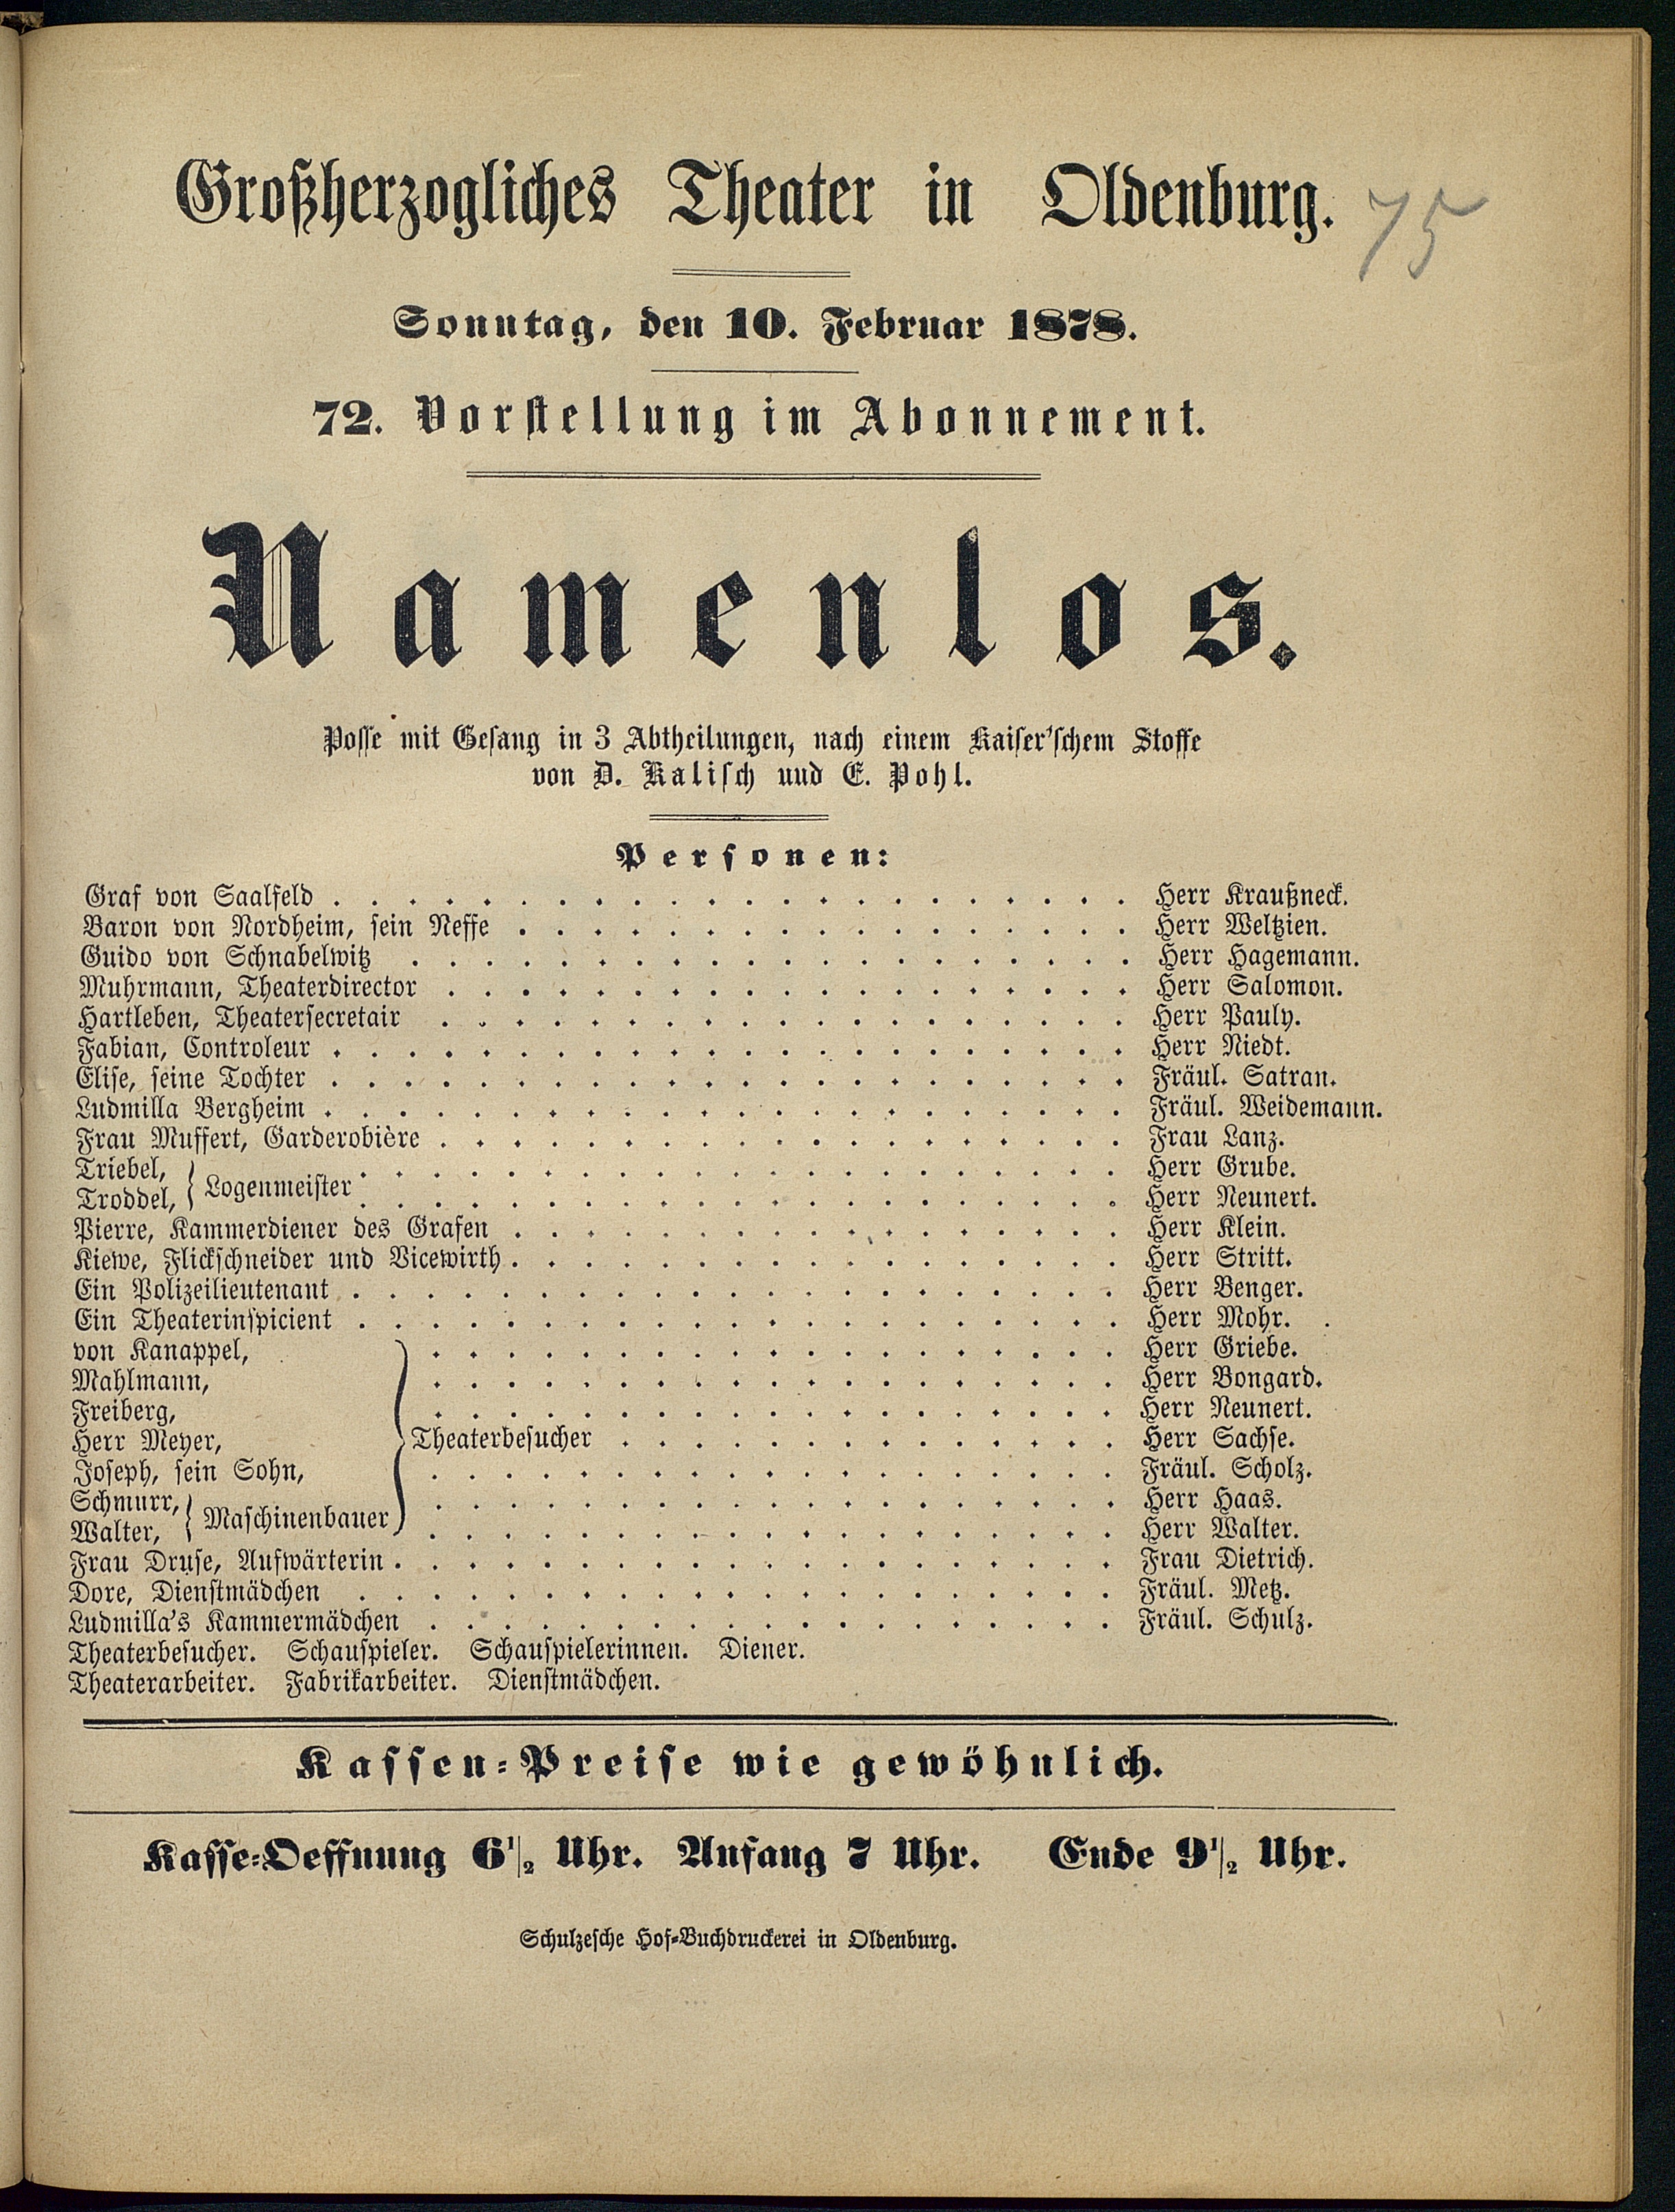 Großherzogliches Theater in Oldenburg.
75
Sonntag, den 10. Februar 1878.
72. Vorstellung im Abonnement.
Namenlos.
Posse mit Gesang in 3 Abtheilungen, nach einem Kaiser'schem Stoffe
von D. Kalisch und E. Pohl.
Personen:
Graf von Saalfeld . . . . . . . . . . Herr Kraußneck.
Baron von Nordheim, sein Neffe . . . . . . . . . . Herr Weltzien.
Guido von Schnabelwitz . . . . . . . . . . Herr Hagemann.
Muhrmann, Theaterdirector . . . . . . . . . . Herr Salomon.
Hartleben, Theatersecretair . . . . . . . . . . Herr Pauly.
Fabian, Controleur . . . . . . . . . . Herr Niedt.
Elise, seine Tochter . . . . . . . . . . Fräul. Satran.
Ludmilla Bergheim . . . . . . . . . . Fräul. Weidemann.
Frau Muffert, Garderobière . . . . . . . . . . Frau Lanz.
Triebel, . . . . . . . . . . Herr Grube.
Logenmeister
Troddel, . . . . . . . . . . Herr Neunert.
Pierre, Kammerdiener des Grafen . . . . . . . . . . Herr Klein.
Kiewe, Flickschneider und Vicewirth . . . . . . . . . . Herr Stritt.
Ein Polizeilieutenant . . . . . . . . . . Herr Benger.
Ein Theaterinspicient . . . . . . . . . . Herr Mohr.
von Kanappel, . . . . . . . . . . Herr Griebe.
Mahlmann, . . . . . . . . . . Herr Bongard.
Freiberg, . . . . . . . . . . Herr Neunert.
Herr Meyer, Theaterbesucher . . . . . . . . . . Herr Sachse.
Joseph, sein Sohn, . . . . . . . . . . Fräul. Scholz.
Schmurr, . . . . . . . . . . Herr Haas.
Maschinenbauer
Walter, . . . . . . . . . . Herr Walter.
Frau Druse, Aufwärterin . . . . . . . . . . Frau Dietrich.
Dore, Dienstmädchen . . . . . . . . . . Fräul. Metz.
Ludmilla's Kammermädchen . . . . . . . . . . Fräul. Schulz.
Theaterbesucher. Schauspieler. Schauspielerinnen. Diener.
Theaterarbeiter. Fabrikarbeiter. Dienstmädchen.
Kassen-Preise wie gewöhnlich.
Kasse-Oeffnung 6½ Uhr. Anfang 7 Uhr. Ende 9½ Uhr.
Schulzesche Hof-Buchdruckerei in Oldenburg.